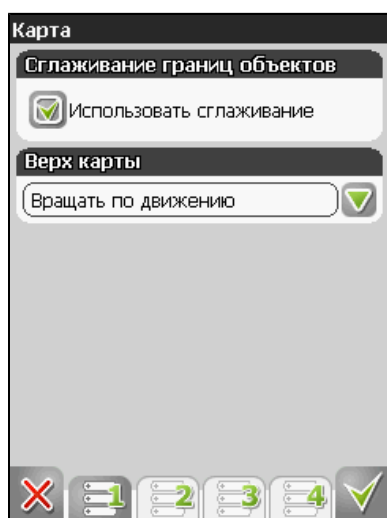 Карта
Сглаживание границ объектов
Использовать сглаживание
Верх карты
Вращать по движению
1 2 3 4